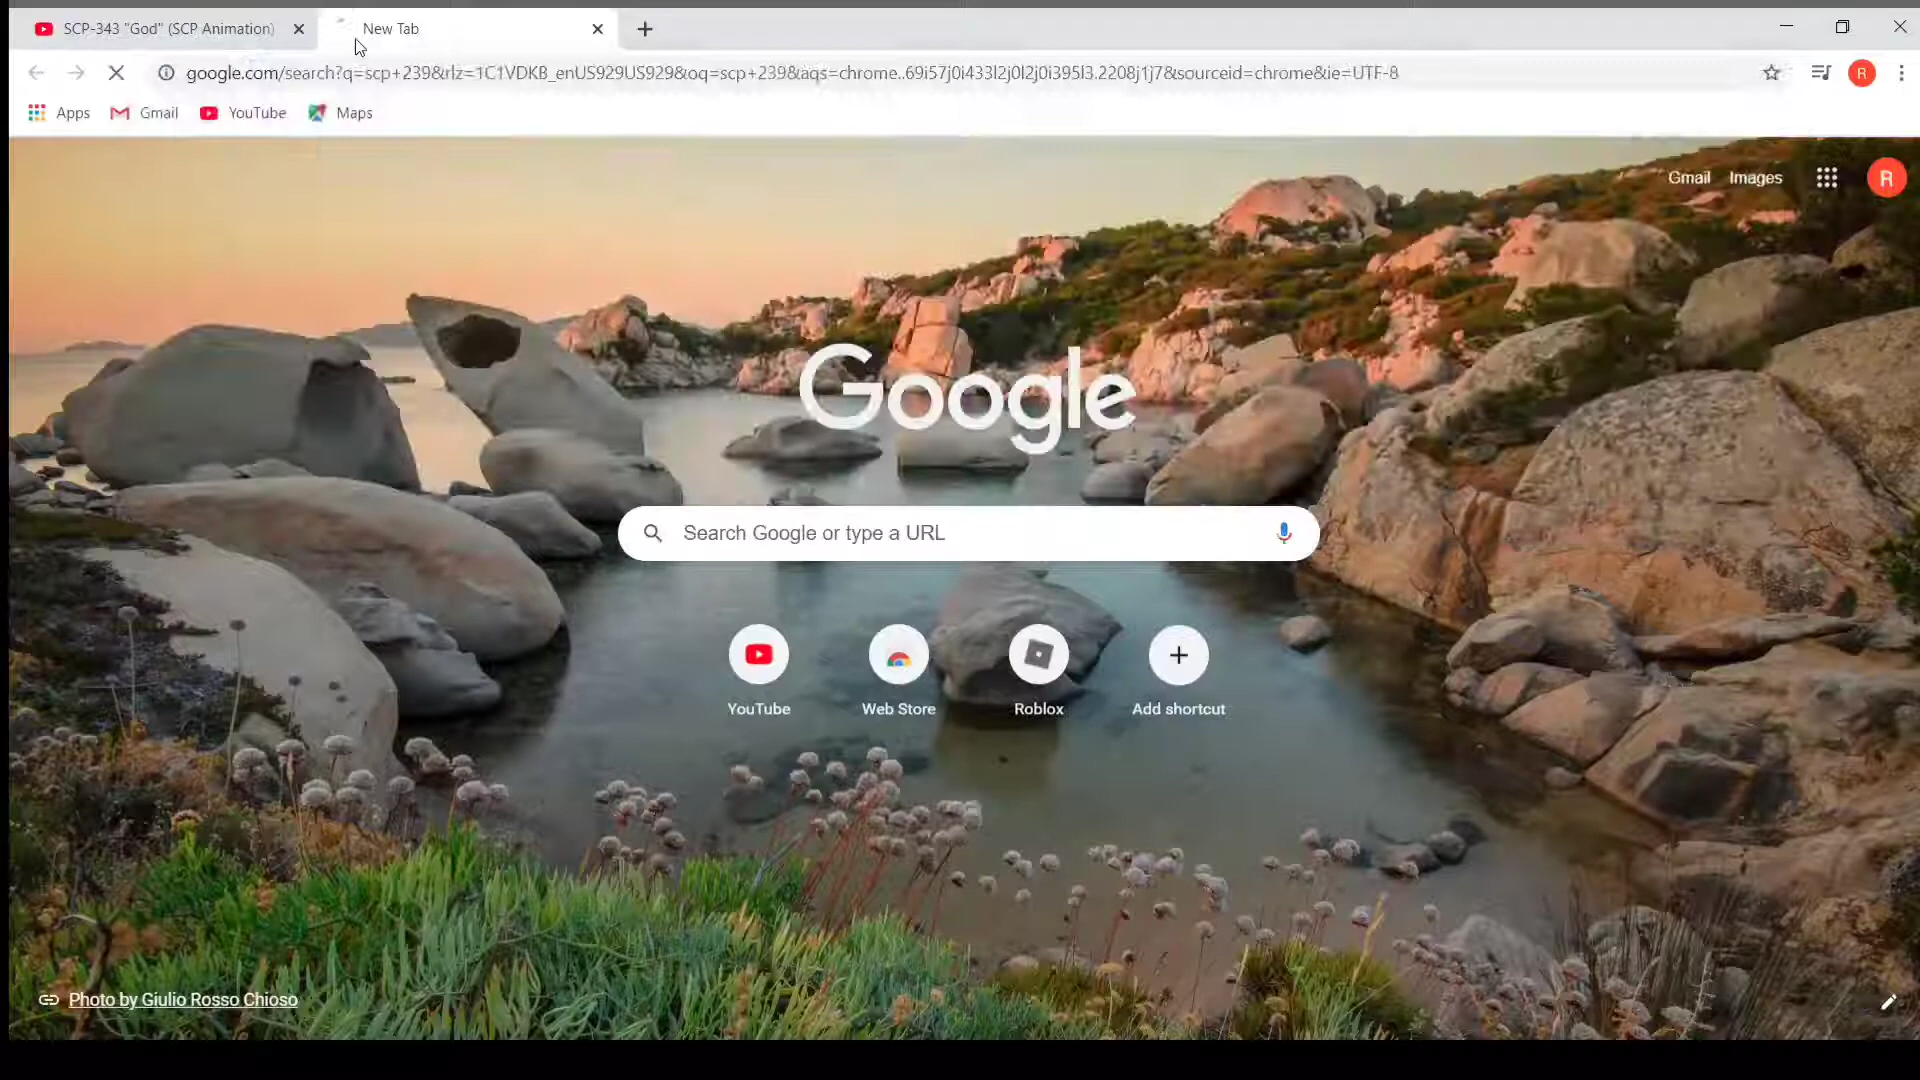 SCP-343 "God" (SCP Animation)
New Tab
google.com/search?q=scp+239&rlz=1C1VDKB_enUS929US929&oq=scp+239&aqs=chrome..69i57j0i433l2j0l2j0i395l3.2208j1j7&sourceid=chrome&ie=UTF-8
R
Apps
Gmail
YouTube
Maps
Gmail
Images
R
Google
Search Google or type a URL
YouTube
Web Store
Roblox
Add shortcut
Photo by Giulio Rosso Chioso